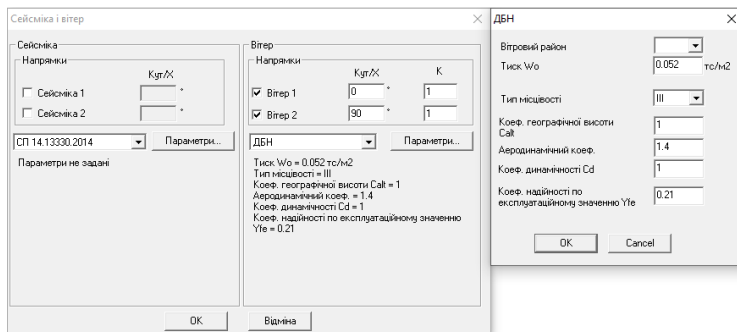 Сейсміка і вітер
Сейсміка
Напрямки
Кут/X
Сейсміка 1
°
Сейсміка 2
°
СП 14.13330.2014
Параметри...
Параметри не задані
Вітер
Напрямки
Кут/X
K
Вітер 1
0
°
1
Вітер 2
90
°
1
ДБН
Параметри...
Тиск Wo = 0.052 тс/м2
Тип місцевості = III
Коеф. географічної висоти Calt = 1
Аеродинамічний коеф. = 1.4
Коеф. динамічності Cd = 1
Коеф. надійності по експлуатаційному значенню
Yfe = 0.21
OK
Відміна
ДБН
Вітровий район
Тиск Wo
0.052
тс/м2
Тип місцевості
III
Коеф. географічної висоти
Calt
1
Аеродинамічний коеф.
1.4
Коеф. динамічності Cd
1
Коеф. надійності по
експлуатаційному значенню Yfe
0.21
OK
Cancel